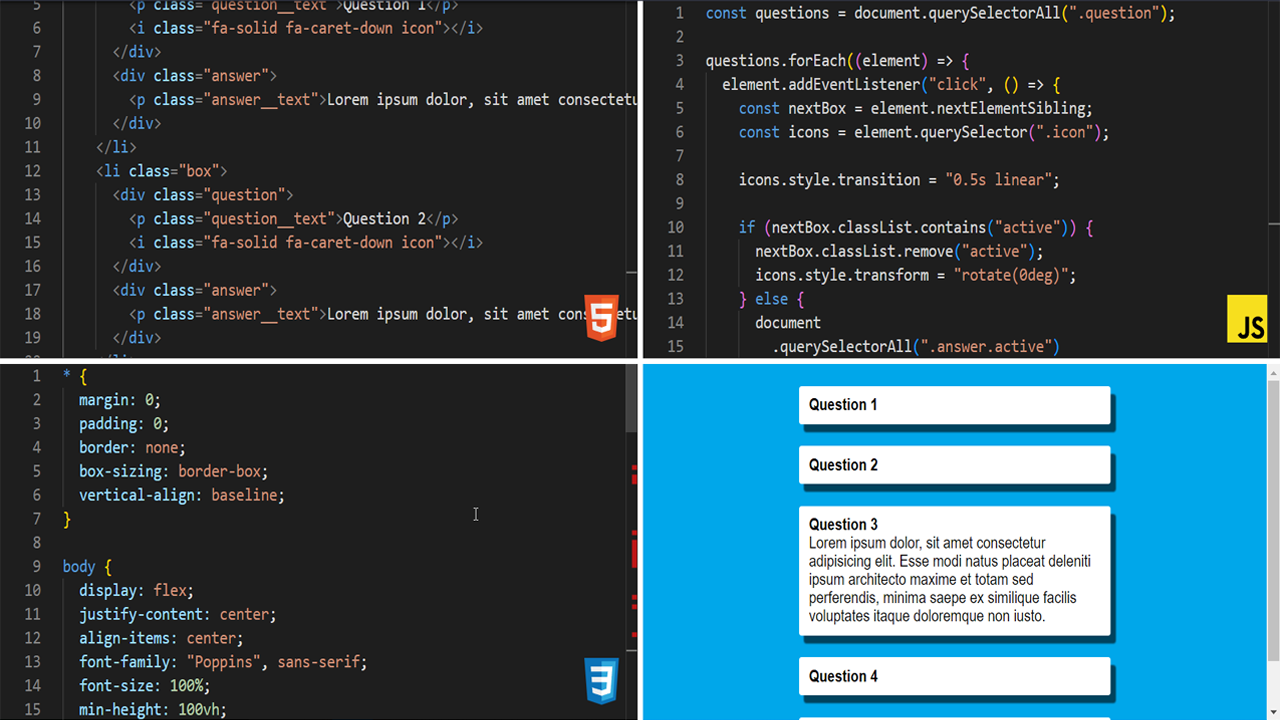 5 <p class="question__text">Question 1</p>
6 <i class="fa-solid fa-caret-down icon"></i>
7 </div>
8 <div class="answer">
9 <p class="answer__text">Lorem ipsum dolor, sit amet consectetu
10 </div>
11 </li>
12 <li class="box">
13 <div class="question">
14 <p class="question__text">Question 2</p>
15 <i class="fa-solid fa-caret-down icon"></i>
16 </div>
17 <div class="answer">
18 <p class="answer__text">Lorem ipsum dolor, sit amet
19 </div>
5
1 const questions = document.querySelectorAll(".question");
2
3 questions.forEach((element) => {
4 element.addEventListener("click", () => {
5 const nextBox = element.nextElementSibling;
6 const icons = element.querySelector(".icon");
7
8 icons.style.transition = "0.5s linear";
9
10 if (nextBox.classList.contains("active")) {
11 nextBox.classList.remove("active");
12 icons.style.transform = "rotate(0deg)";
13 } else {
14 document
15 .querySelectorAll(".answer.active")
JS
1 * {
2 margin: 0;
3 padding: 0;
4 border: none;
5 box-sizing: border-box;
6 vertical-align: baseline;
7 }
8
9 body {
10 display: flex;
11 justify-content: center;
12 align-items: center;
13 font-family: "Poppins", sans-serif;
14 font-size: 100%;
15 min-height: 100vh;
3
Question 1
Question 2
Question 3
Lorem ipsum dolor, sit amet consectetur
adipisicing elit. Esse modi natus placeat deleniti
ipsum architecto maxime et totam sed
perferendis, minima saepe ex similique facilis
voluptates itaque doloremque non iusto.
Question 4